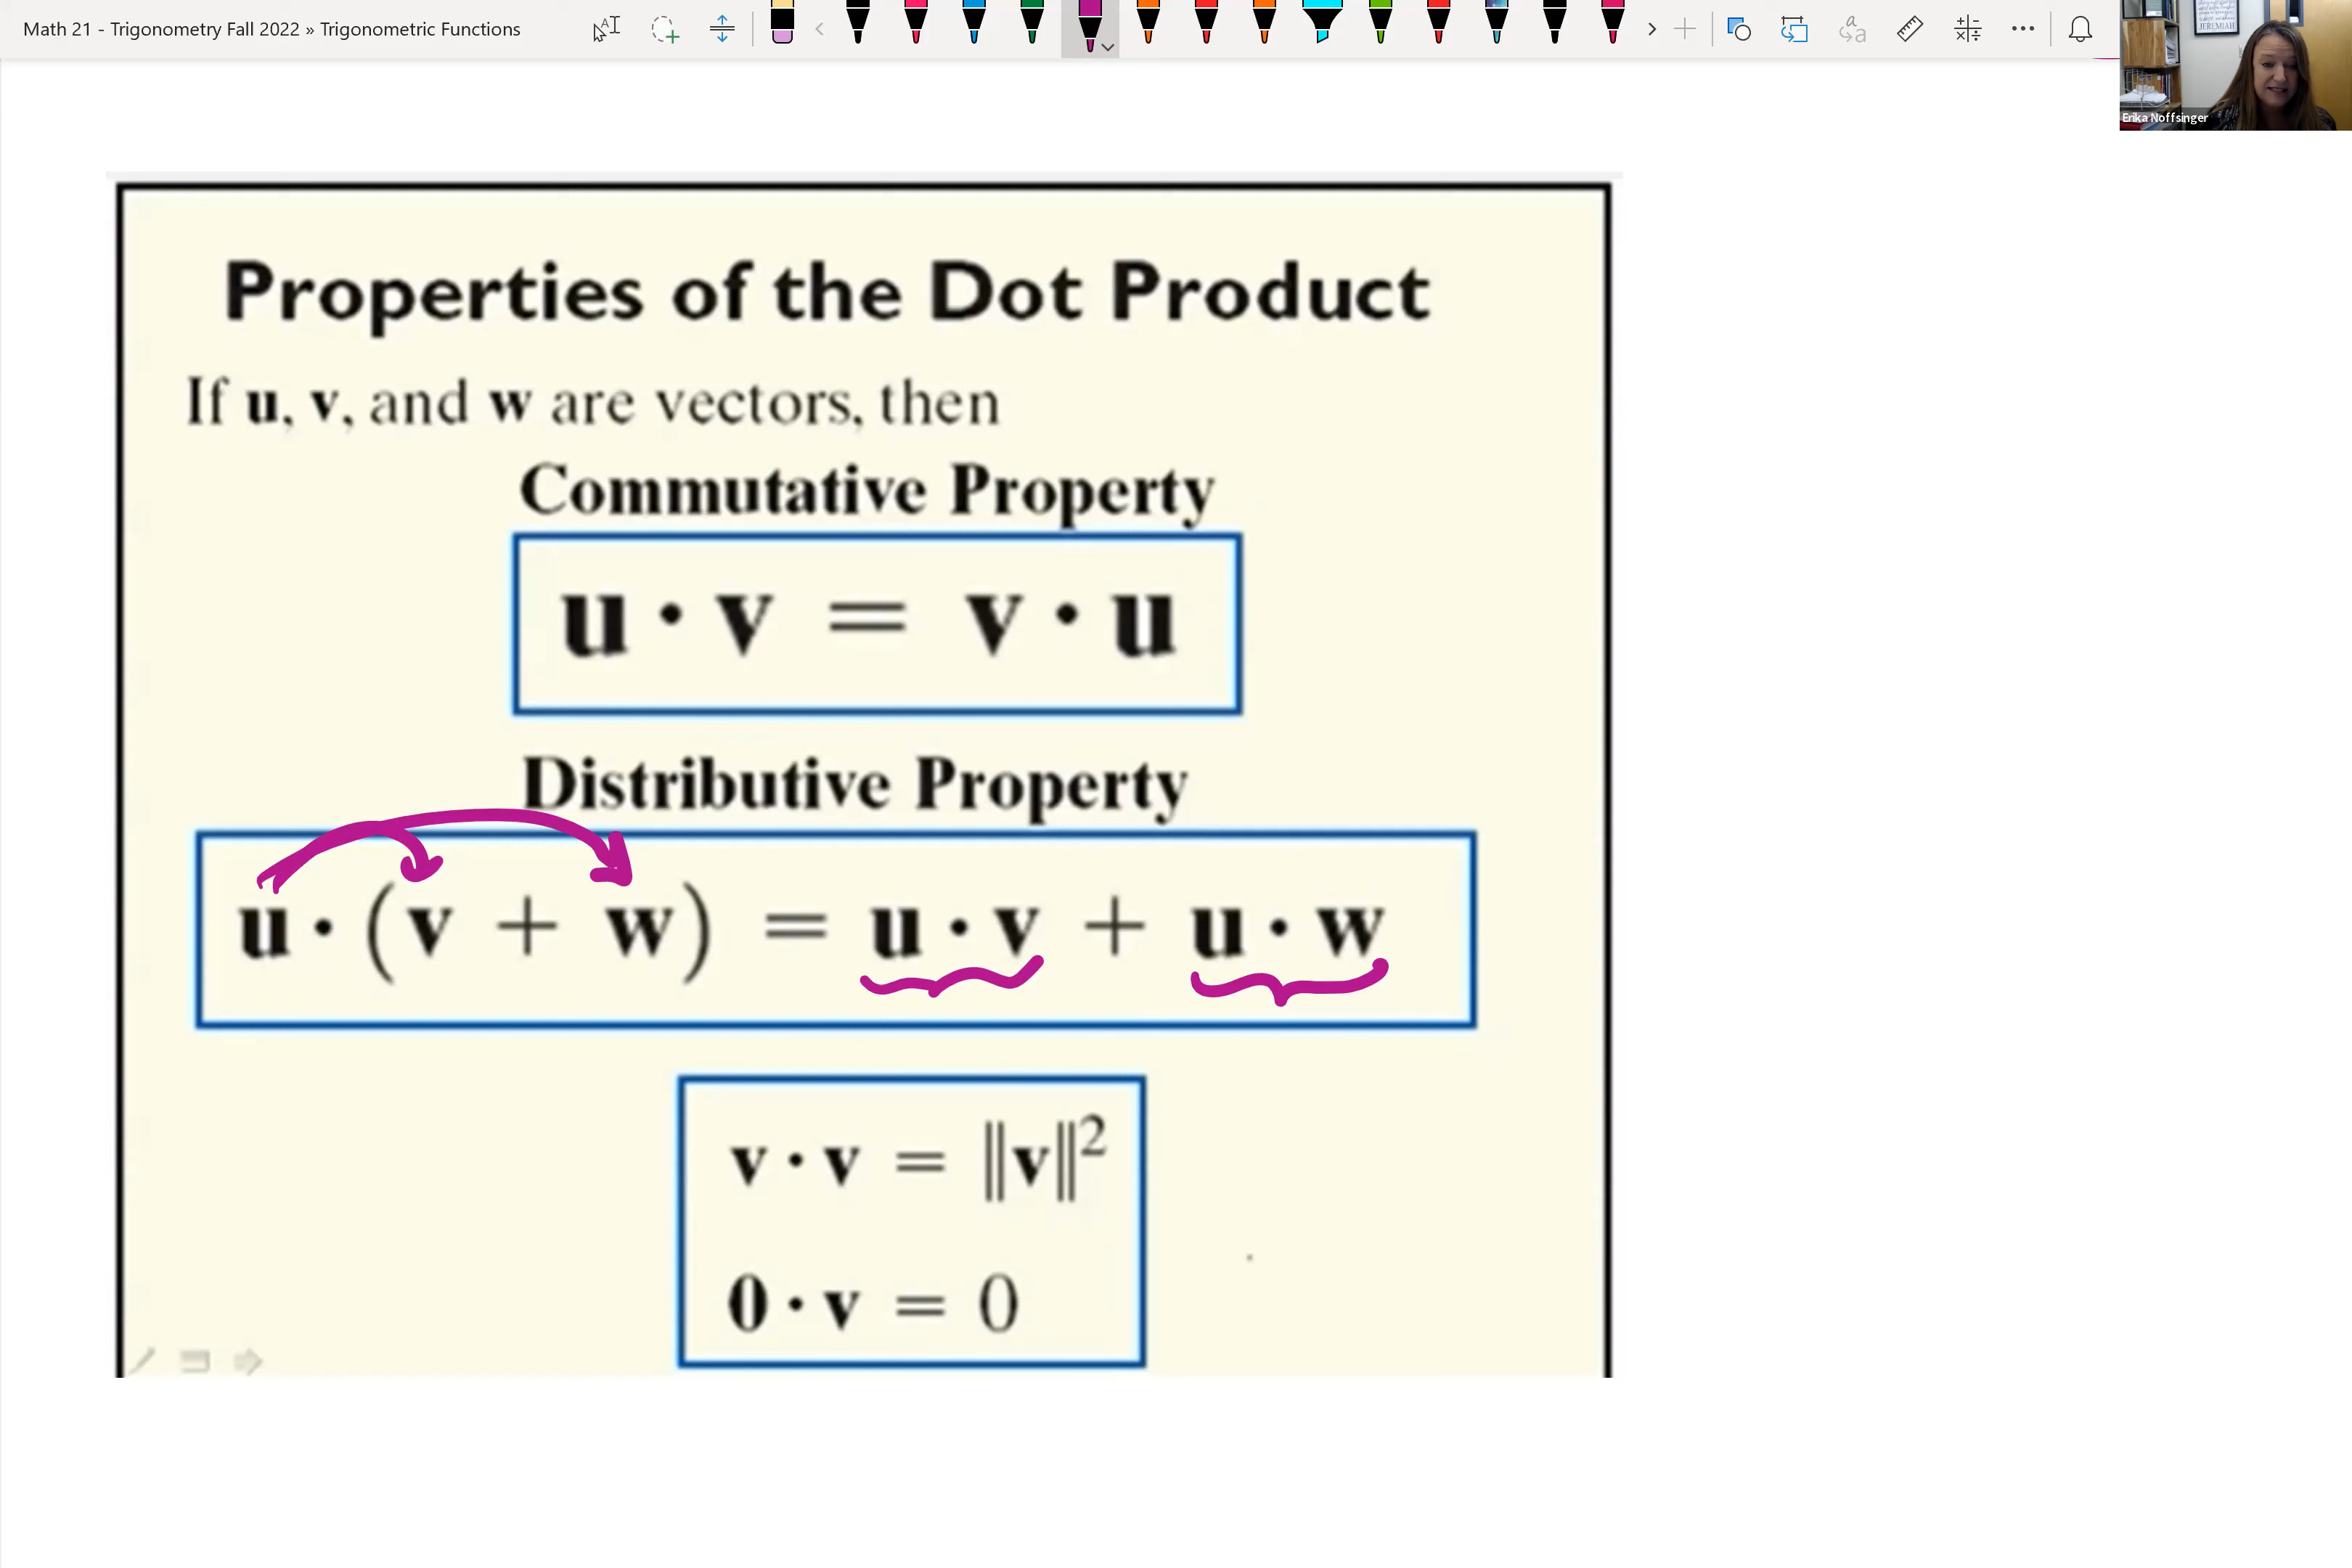 Math 21 - Trigonometry Fall 2022 » Trigonometric Functions
JEREMIAH
Erika Noffsinger
Properties of the Dot Product
If u, v, and w are vectors, then
Commutative Property
u · v = v · u
Distributive Property
u · (v + w) = u · v + u · w
v · v = ‖v‖²
0 · v = 0